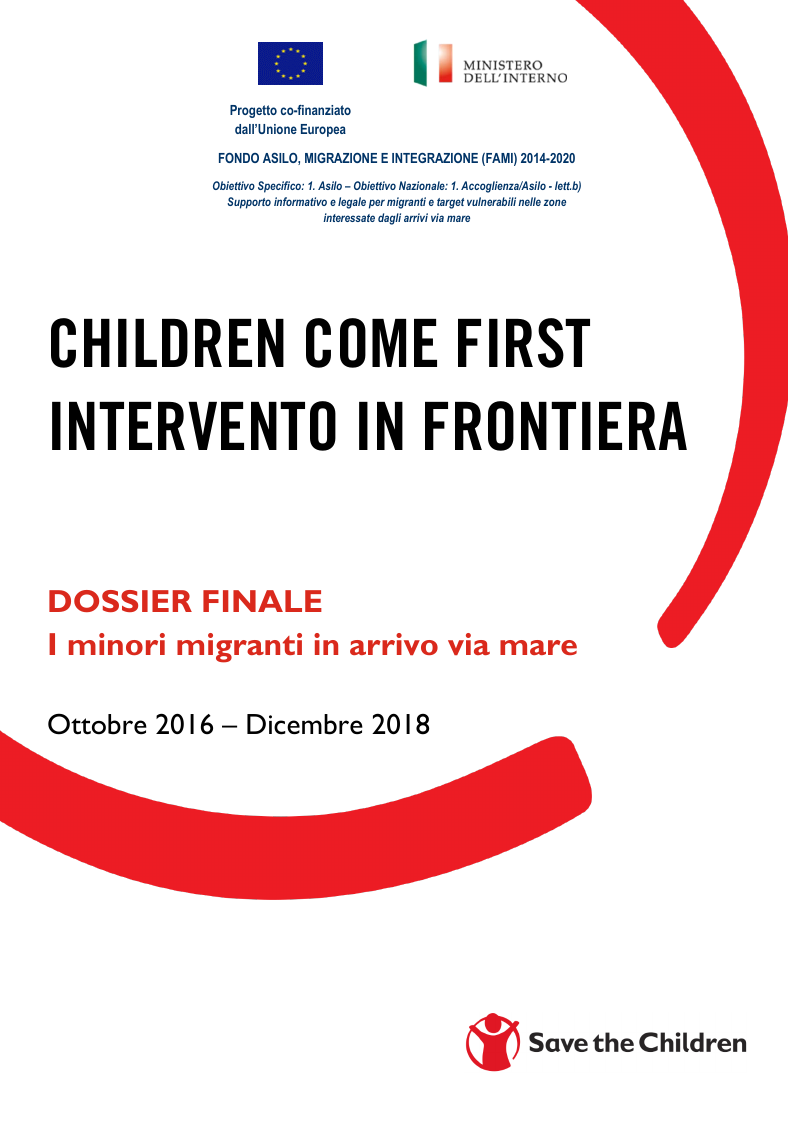 MINISTERO
DELL'INTERNO
Progetto co-finanziato
dall'Unione Europea
FONDO ASILO, MIGRAZIONE E INTEGRAZIONE (FAMI) 2014-2020
Obiettivo Specifico: 1. Asilo – Obiettivo Nazionale: 1. Accoglienza/Asilo - lett.b)
Supporto informativo e legale per migranti e target vulnerabili nelle zone
interessate dagli arrivi via mare
CHILDREN COME FIRST
INTERVENTO IN FRONTIERA
DOSSIER FINALE
I minori migranti in arrivo via mare
Ottobre 2016 – Dicembre 2018
Save the Children